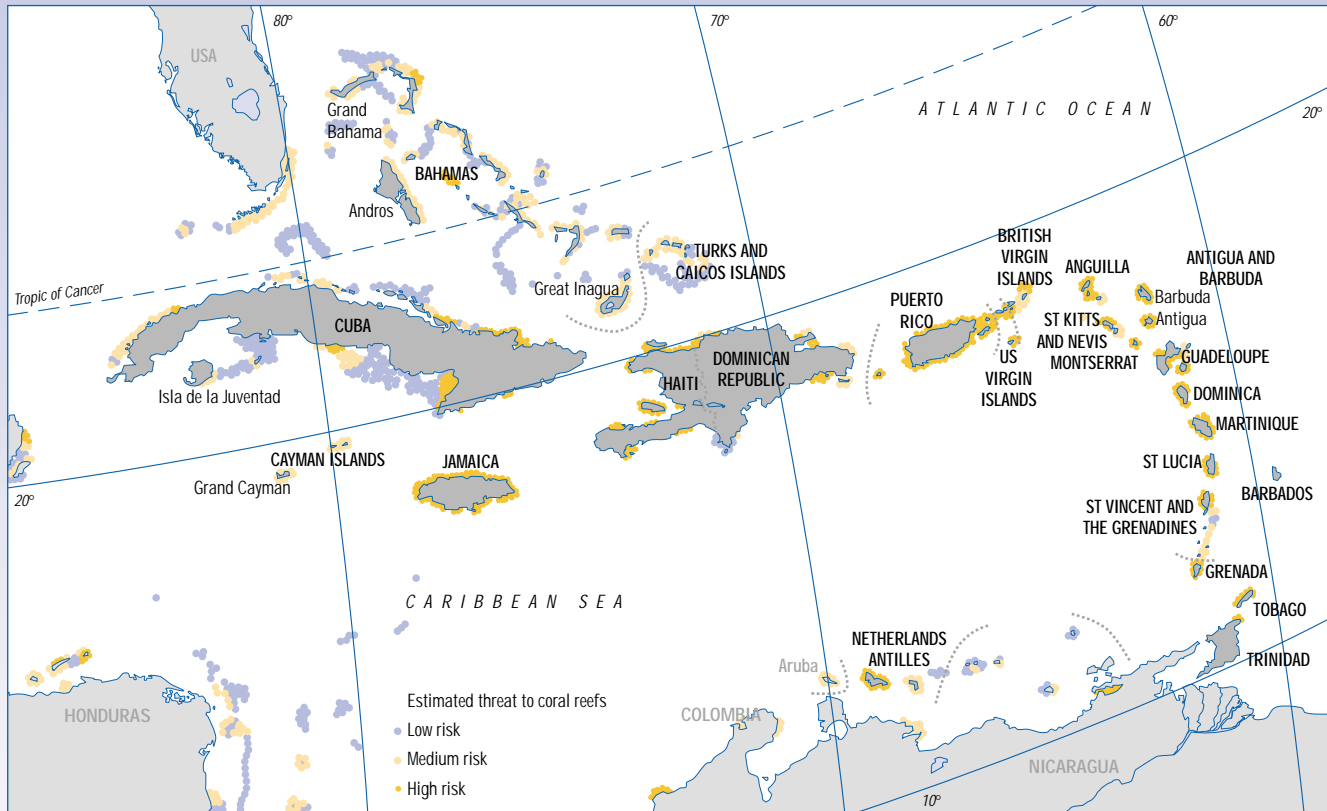 80°
70°
60°
USA
ATLANTIC OCEAN
Grand
Bahama
20°
BAHAMAS
Andros
TURKS AND
CAICOS ISLANDS
BRITISH
VIRGIN
ISLANDS
ANGUILLA
ANTIGUA AND
BARBUDA
Great Inagua
Tropic of Cancer
Barbuda
PUERTO
RICO
CUBA
Antigua
ST KITTS
AND NEVIS
MONTSERRAT
GUADELOUPE
DOMINICAN
REPUBLIC
US
VIRGIN
ISLANDS
HAITI
Isla de la Juventad
DOMINICA
MARTINIQUE
CAYMAN ISLANDS
JAMAICA
ST LUCIA
Grand Cayman
20°
BARBADOS
ST VINCENT AND
THE GRENADINES
GRENADA
CARIBBEAN SEA
TOBAGO
NETHERLANDS
ANTILLES
TRINIDAD
Aruba
Estimated threat to coral reefs
HONDURAS
COLOMBIA
Low risk
Medium risk
NICARAGUA
High risk
10°